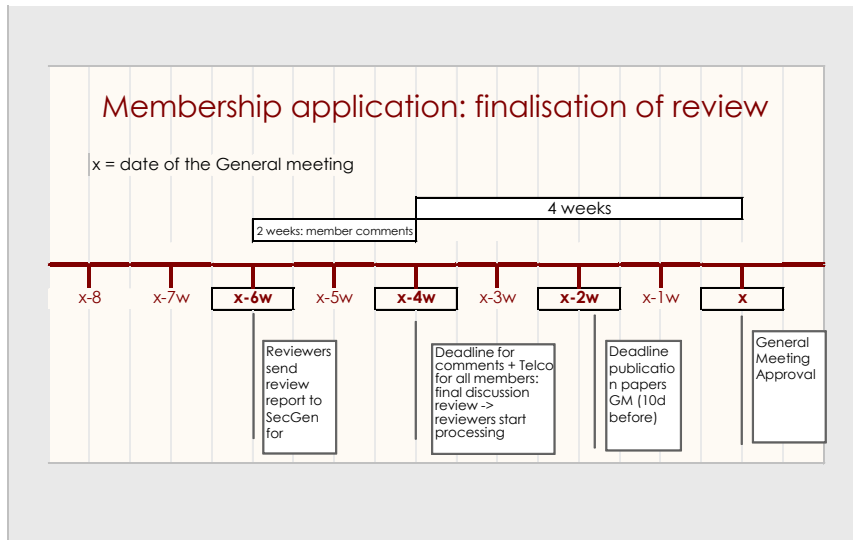 Membership application: finalisation of review
x = date of the General meeting
4 weeks
2 weeks: member comments
x-8
x-7w
x-6w
x-5w
x-4w
x-3w
x-2w
x-1w
x
Reviewers
send
review
report to
SecGen
for
Deadline for
comments + Telco
for all members:
final discussion
review ->
reviewers start
processing
Deadline
publicatio
n papers
GM (10d
before)
General
Meeting
Approval